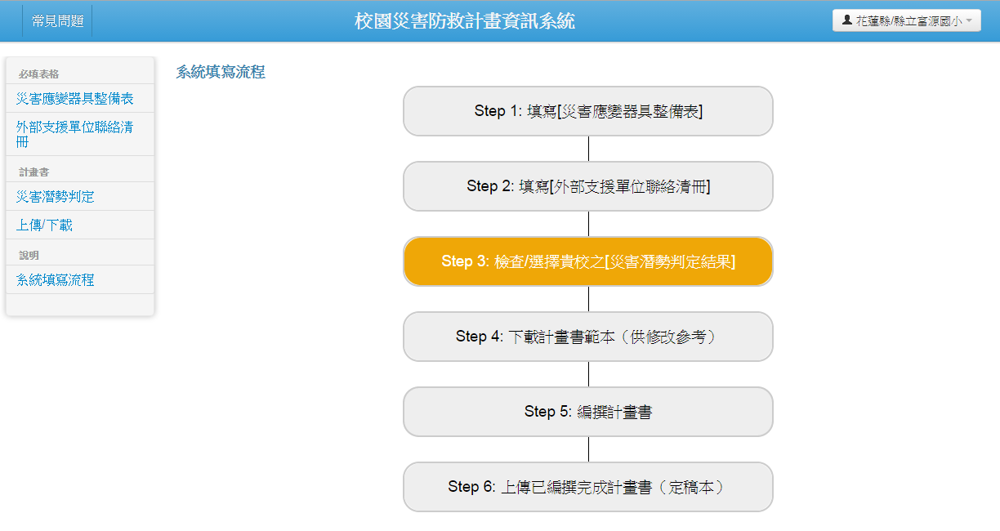 常見問題
校園災害防救計畫資訊系統
花蓮縣/縣立富源國小
必填表格
災害應變器具整備表
外部支援單位聯絡清
冊
計畫書
災害潛勢判定
上傳/下載
說明
系統填寫流程
系統填寫流程
Step 1: 填寫[災害應變器具整備表]
Step 2: 填寫[外部支援單位聯絡清冊]
Step 3: 檢查/選擇貴校之[災害潛勢判定結果]
Step 4: 下載計畫書範本（供修改參考）
Step 5: 編撰計畫書
Step 6: 上傳已編撰完成計畫書（定稿本）